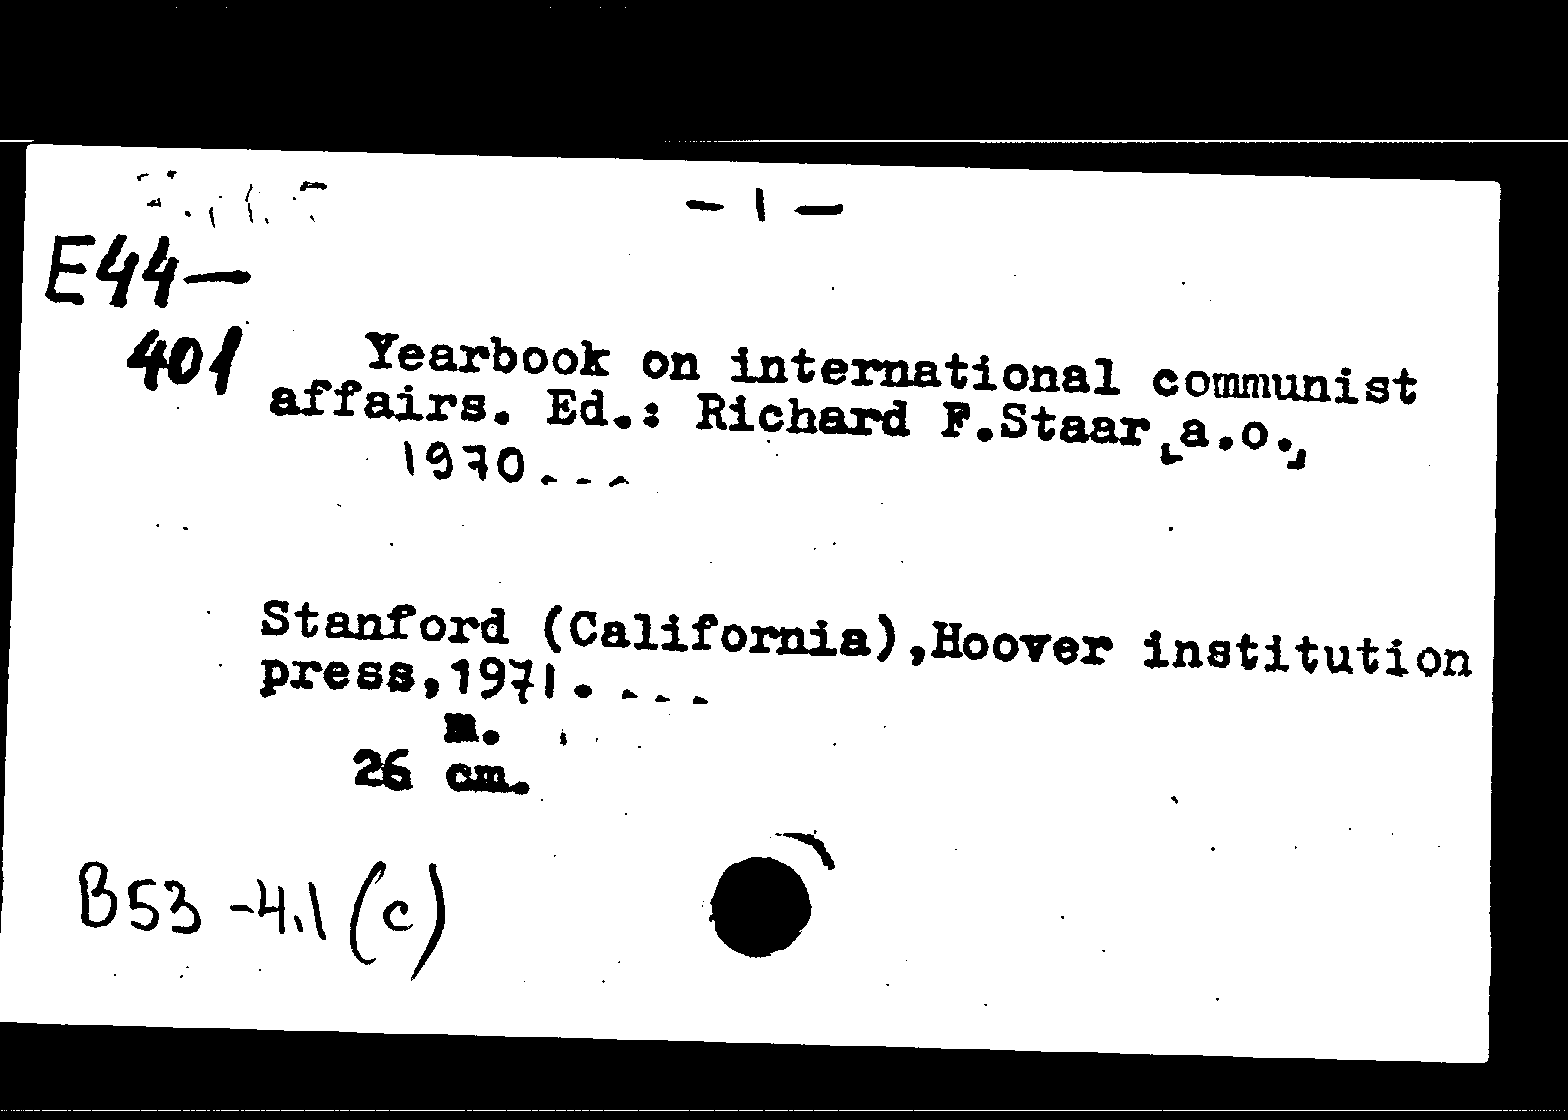 - 1 -
E44-
401
Yearbook on international communist
affairs. Ed.: Richard F.Staar [a.o.]
1970...
Stanford (California),Hoover institution
press,1971. ...
m.
26 cm.
B53-4.1(c)